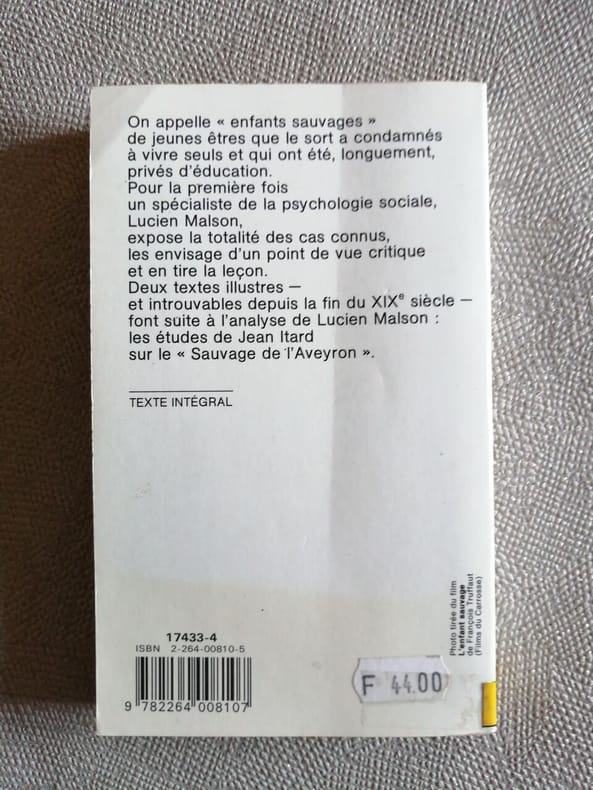 On appelle « enfants sauvages »
de jeunes êtres que le sort a condamnés
à vivre seuls et qui ont été, longuement,
privés d'éducation.
Pour la première fois
un spécialiste de la psychologie sociale,
Lucien Malson,
expose la totalité des cas connus,
les envisage d'un point de vue critique
et en tire la leçon.
Deux textes illustres —
et introuvables depuis la fin du XIXe siècle —
font suite à l'analyse de Lucien Malson :
les études de Jean Itard
sur le « Sauvage de l'Aveyron ».
TEXTE INTÉGRAL
Photo tirée du film
L'enfant sauvage
de François Truffaut
(Films du Carrosse)
17433-4
ISBN 2-264-00810-5
9 782264 008107
F 44.00